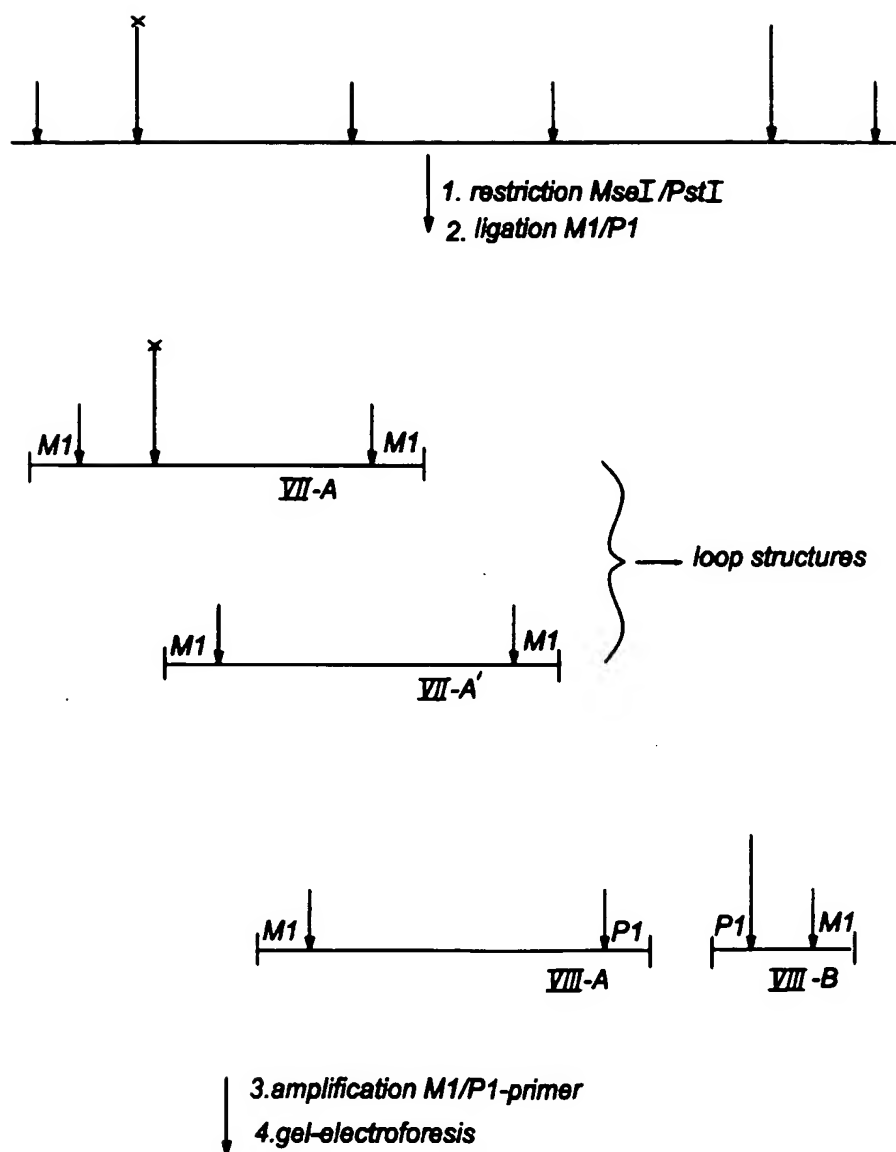 1. restriction MseI/PstI
2. ligation M1/P1
M1 M1
VII-A
loop structures
M1 M1
VII-A'
M1 P1 P1 M1
VIII-A VIII-B
3.amplification M1/P1-primer
4.gel-electroforesis